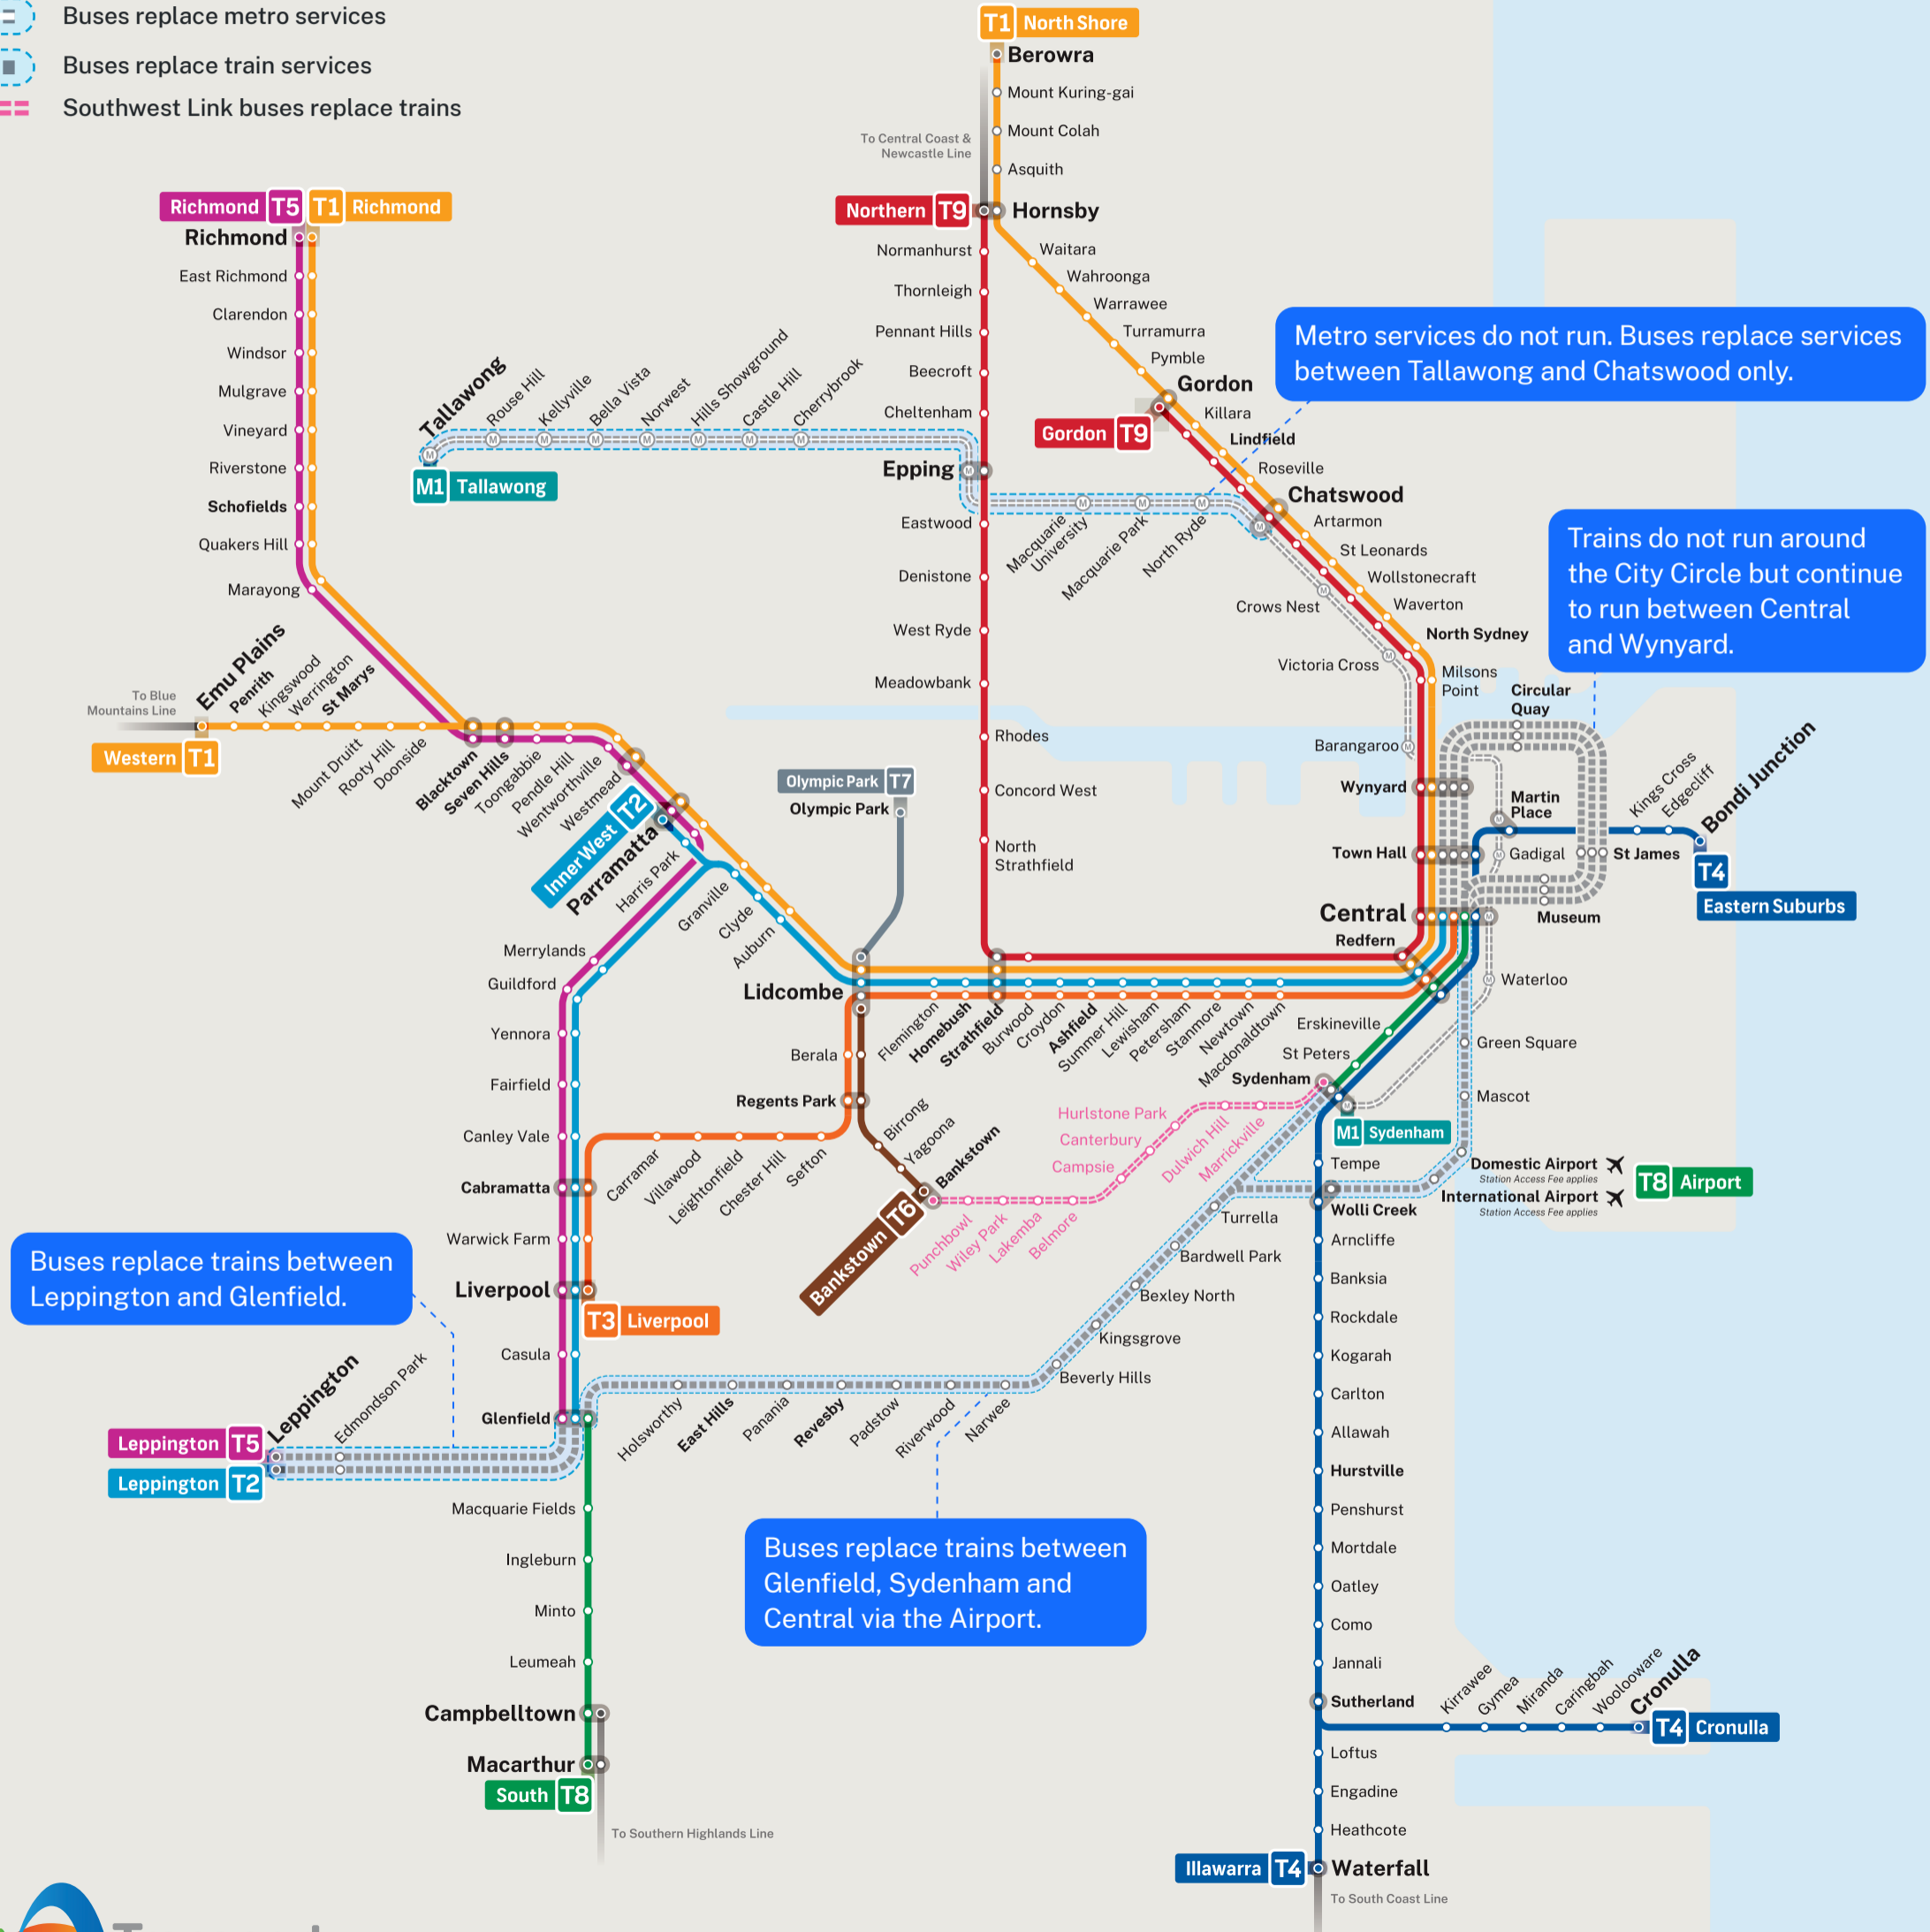 Buses replace metro services
Buses replace train services
Southwest Link buses replace trains
T1 North Shore
Berowra
Mount Kuring-gai
Mount Colah
Asquith
To Central Coast &
Newcastle Line
Northern T9
Hornsby
Richmond T5
T1 Richmond
Richmond
East Richmond
Clarendon
Windsor
Mulgrave
Vineyard
Riverstone
Schofields
Quakers Hill
Marayong
Normanhurst
Thornleigh
Pennant Hills
Beecroft
Cheltenham
Epping
Eastwood
Denistone
West Ryde
Meadowbank
Rhodes
Concord West
North
Strathfield
Waitara
Wahroonga
Warrawee
Turramurra
Pymble
Gordon
Gordon T9
Killara
Lindfield
Roseville
Chatswood
Artarmon
St Leonards
Wollstonecraft
Waverton
North Sydney
Milsons
Point
Metro services do not run. Buses replace services
between Tallawong and Chatswood only.
Trains do not run around
the City Circle but continue
to run between Central
and Wynyard.
Tallawong
M1 Tallawong
Rouse Hill
Kellyville
Bella Vista
Norwest
Hills Showground
Castle Hill
Cherrybrook
M
M
M
M
M
M
M
M
M
M
M
M
M
Macquarie
University
Macquarie Park
North Ryde
Crows Nest
M
Victoria Cross
M
Barangaroo
M
To Blue
Mountains Line
Western T1
Emu Plains
Penrith
Kingswood
Werrington
St Marys
Mount Druitt
Rooty Hill
Doonside
Blacktown
Seven Hills
Toongabbie
Pendle Hill
Wentworthville
Westmead
Inner West T2
Parramatta
Harris Park
Granville
Clyde
Auburn
Olympic Park T7
Olympic Park
Lidcombe
Circular
Quay
Wynyard
Martin
Place
M
Town Hall
Gadigal
M
St James
Museum
Kings Cross
Edgecliff
Bondi Junction
T4
Eastern Suburbs
Central
M
Redfern
Waterloo
M
Merrylands
Guildford
Yennora
Fairfield
Canley Vale
Cabramatta
Warwick Farm
Liverpool
T3 Liverpool
Casula
Glenfield
Flemington
Homebush
Strathfield
Burwood
Croydon
Ashfield
Summer Hill
Lewisham
Petersham
Stanmore
Newtown
Macdonaldtown
Berala
Regents Park
Birrong
Yagoona
Bankstown
Bankstown T6
Carramar
Villawood
Leightonfield
Chester Hill
Sefton
Erskineville
St Peters
Sydenham
M
M1 Sydenham
Green Square
Mascot
Domestic Airport
Station Access Fee applies
International Airport
Station Access Fee applies
T8 Airport
Hurlstone Park
Canterbury
Campsie
Dulwich Hill
Marrickville
Punchbowl
Wiley Park
Lakemba
Belmore
Tempe
Wolli Creek
Turrella
Bardwell Park
Bexley North
Kingsgrove
Beverly Hills
Holsworthy
East Hills
Panania
Revesby
Padstow
Riverwood
Narwee
Buses replace trains between
Leppington and Glenfield.
Leppington
Edmondson Park
Leppington T5
Leppington T2
Buses replace trains between
Glenfield, Sydenham and
Central via the Airport.
Macquarie Fields
Ingleburn
Minto
Leumeah
Campbelltown
Macarthur
South T8
To Southern Highlands Line
Arncliffe
Banksia
Rockdale
Kogarah
Carlton
Allawah
Hurstville
Penshurst
Mortdale
Oatley
Como
Jannali
Sutherland
Kirrawee
Gymea
Miranda
Caringbah
Woolooware
Cronulla
T4 Cronulla
Loftus
Engadine
Heathcote
Illawarra T4
Waterfall
To South Coast Line